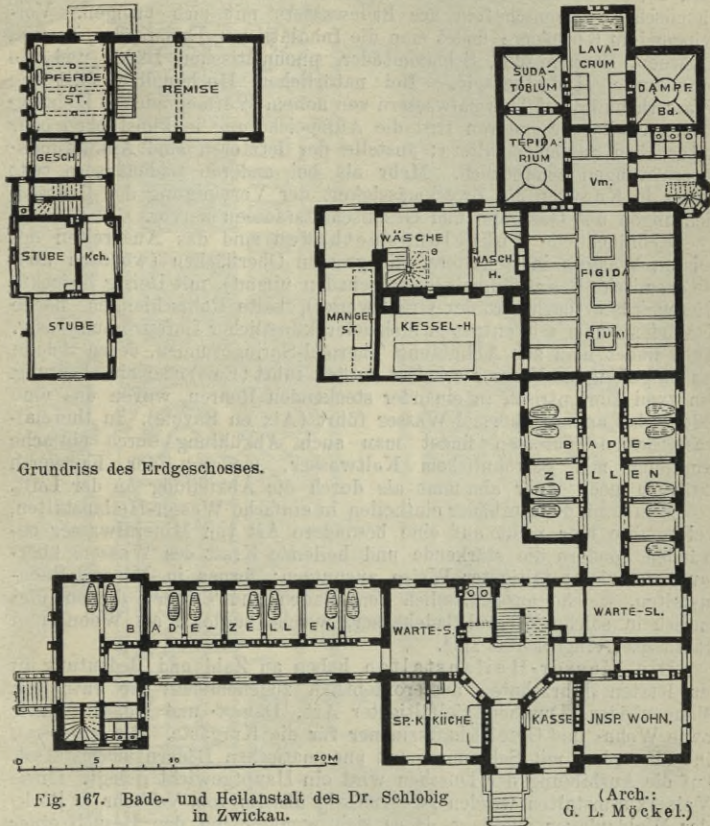 LAVA-
CRUM
PFERDE
ST.
REMISE
SUDA-
TOBIUM
DAMPF
Bd.
TEPIDA-
RIUM
GESCH.
Vm.
STUBE
Kch.
WÄSCHE
MASCH.
H.
FIGIDA
RIUM
MANGEL
ST.
KESSEL-H.
STUBE
BADE-
ZELLEN
Grundriss des Erdgeschosses.
BADE-ZELLEN
WARTE-S.
WARTE-SL.
SP.K.
KÜCHE.
KASSE
JNSP. WOHN.
0 5 10 20M
Fig. 167. Bade- und Heilanstalt des Dr. Schlobig
in Zwickau.
(Arch.:
G. L. Möckel.)